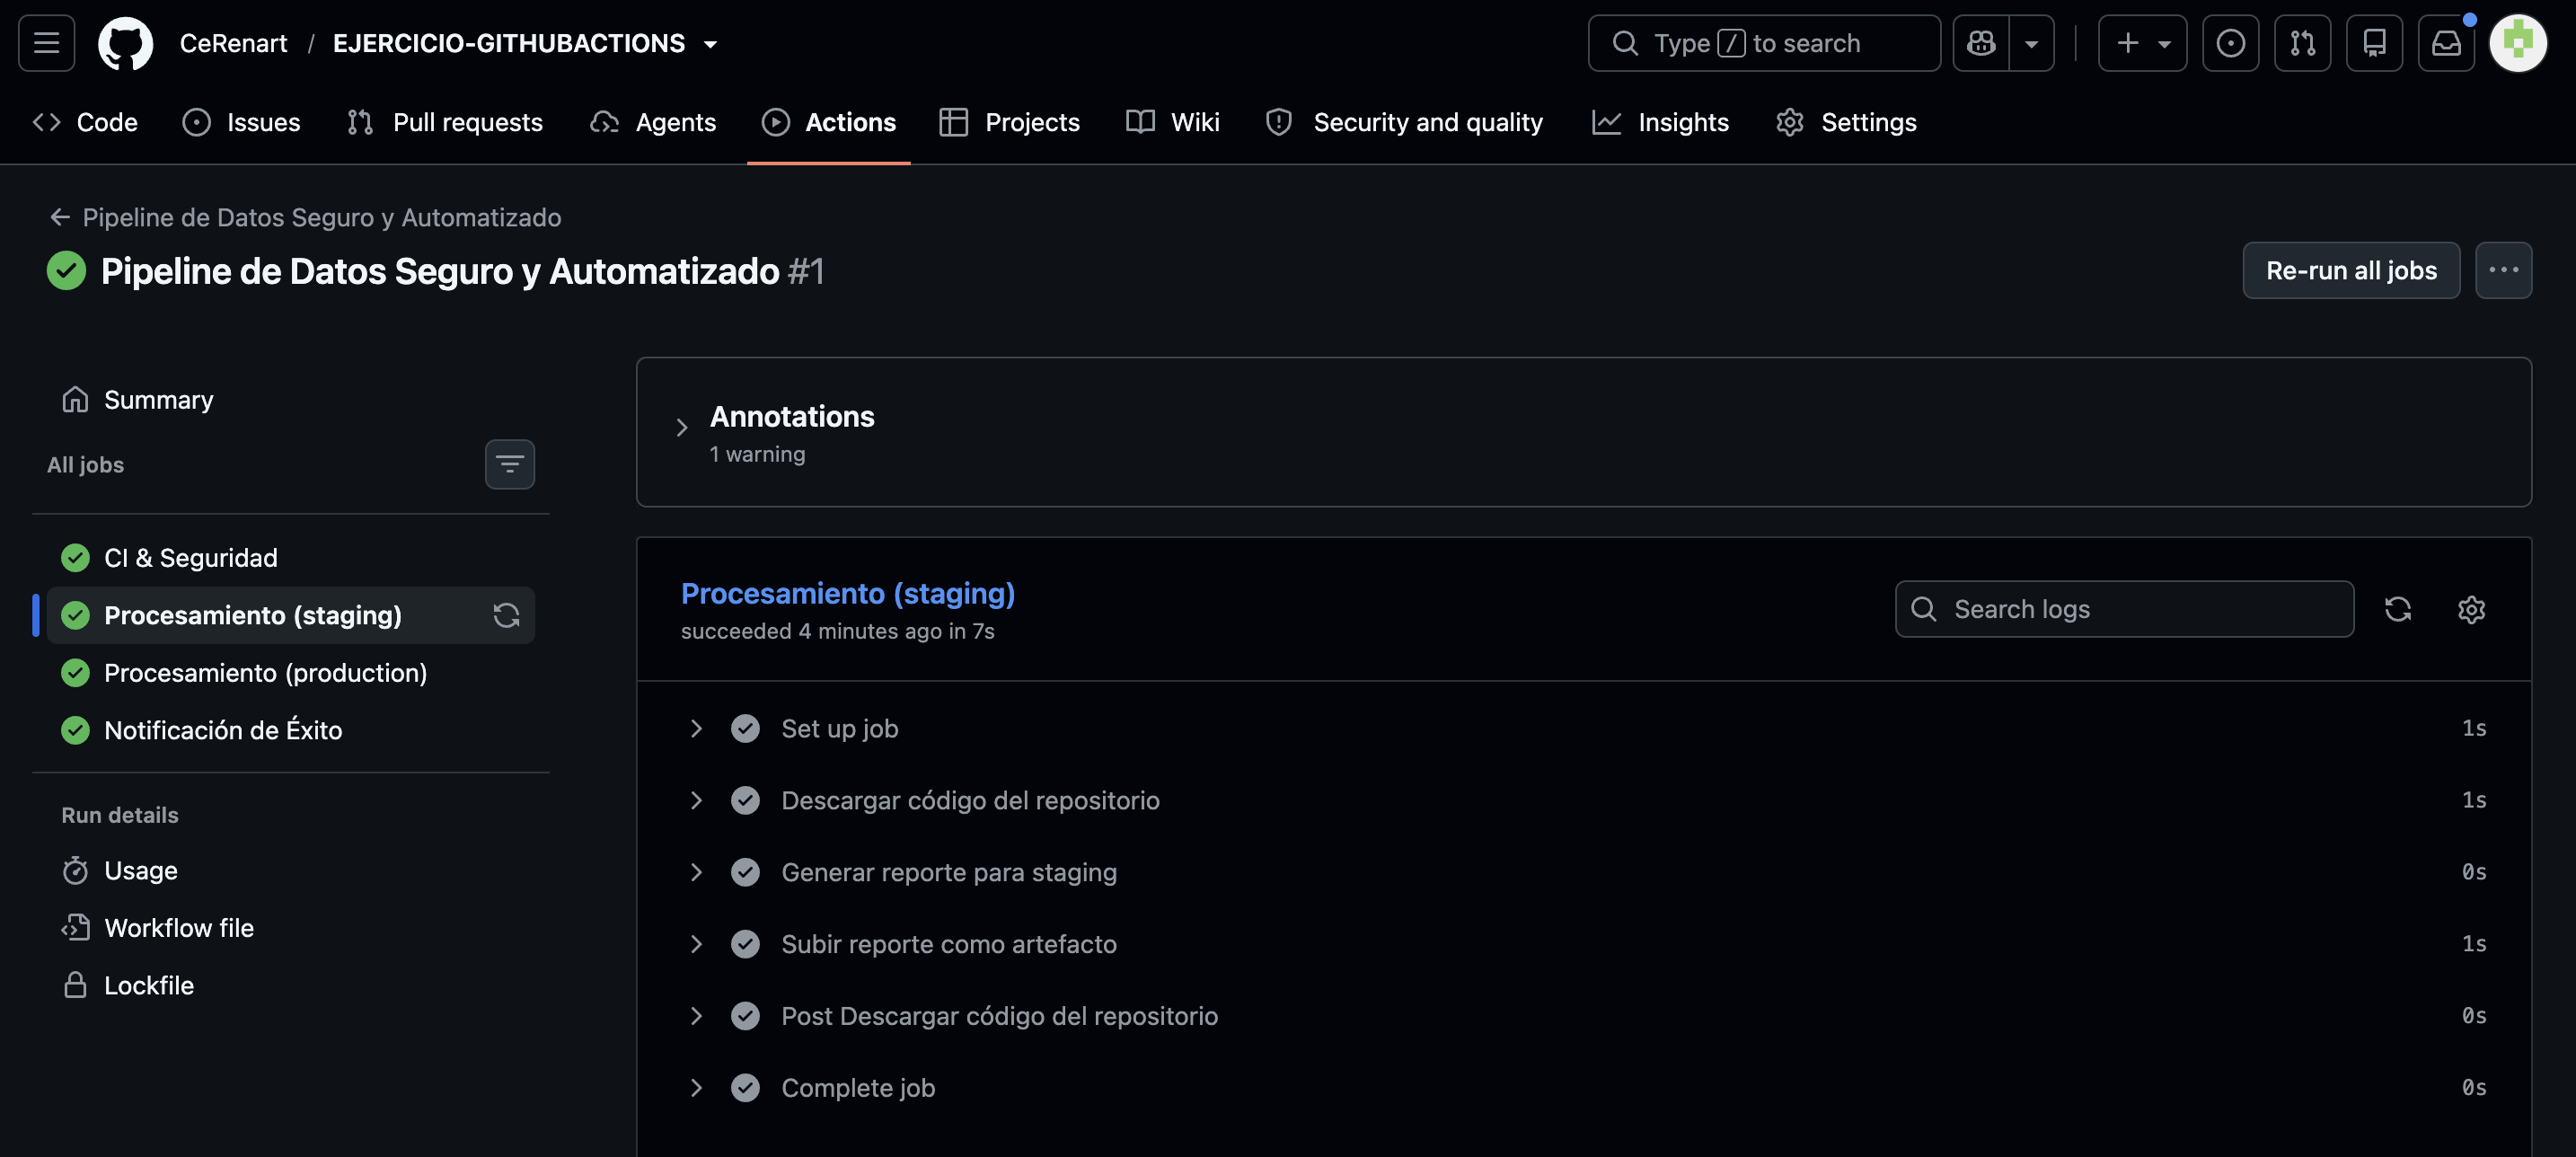 CeRenart / EJERCICIO-GITHUBACTIONS
Type / to search
Code
Issues
Pull requests
Agents
Actions
Projects
Wiki
Security and quality
Insights
Settings
Pipeline de Datos Seguro y Automatizado
Pipeline de Datos Seguro y Automatizado #1
Re-run all jobs
Summary
All jobs
CI & Seguridad
Procesamiento (staging)
Procesamiento (production)
Notificación de Éxito
Run details
Usage
Workflow file
Lockfile
Annotations
1 warning
Procesamiento (staging)
succeeded 4 minutes ago in 7s
Search logs
Set up job 1s
Descargar código del repositorio 1s
Generar reporte para staging 0s
Subir reporte como artefacto 1s
Post Descargar código del repositorio 0s
Complete job 0s